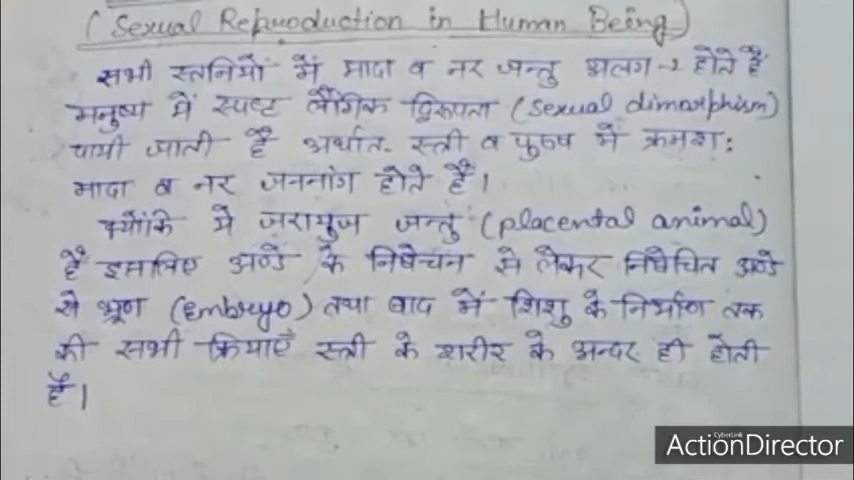 (Sexual Reproduction in Human Being)
सभी स्तनियों में मादा व नर जन्तु अलग-2 होते हैं
मनुष्य में स्पष्ट लैंगिक द्विरूपता (sexual dimorphism)
पायी जाती है अर्थात- स्त्री व पुरुष में क्रमश:
मादा व नर जननांग होते हैं।
क्योंकि ये जरायुज जन्तु (placental animal)
हैं इसलिए अण्डे के निषेचन से लेकर निषेचित अण्डे
से भ्रूण (embryo) तथा बाद में शिशु के निर्माण तक
की सभी क्रियाएँ स्त्री के शरीर के अन्दर ही होती
हैं।
CyberLink
ActionDirector